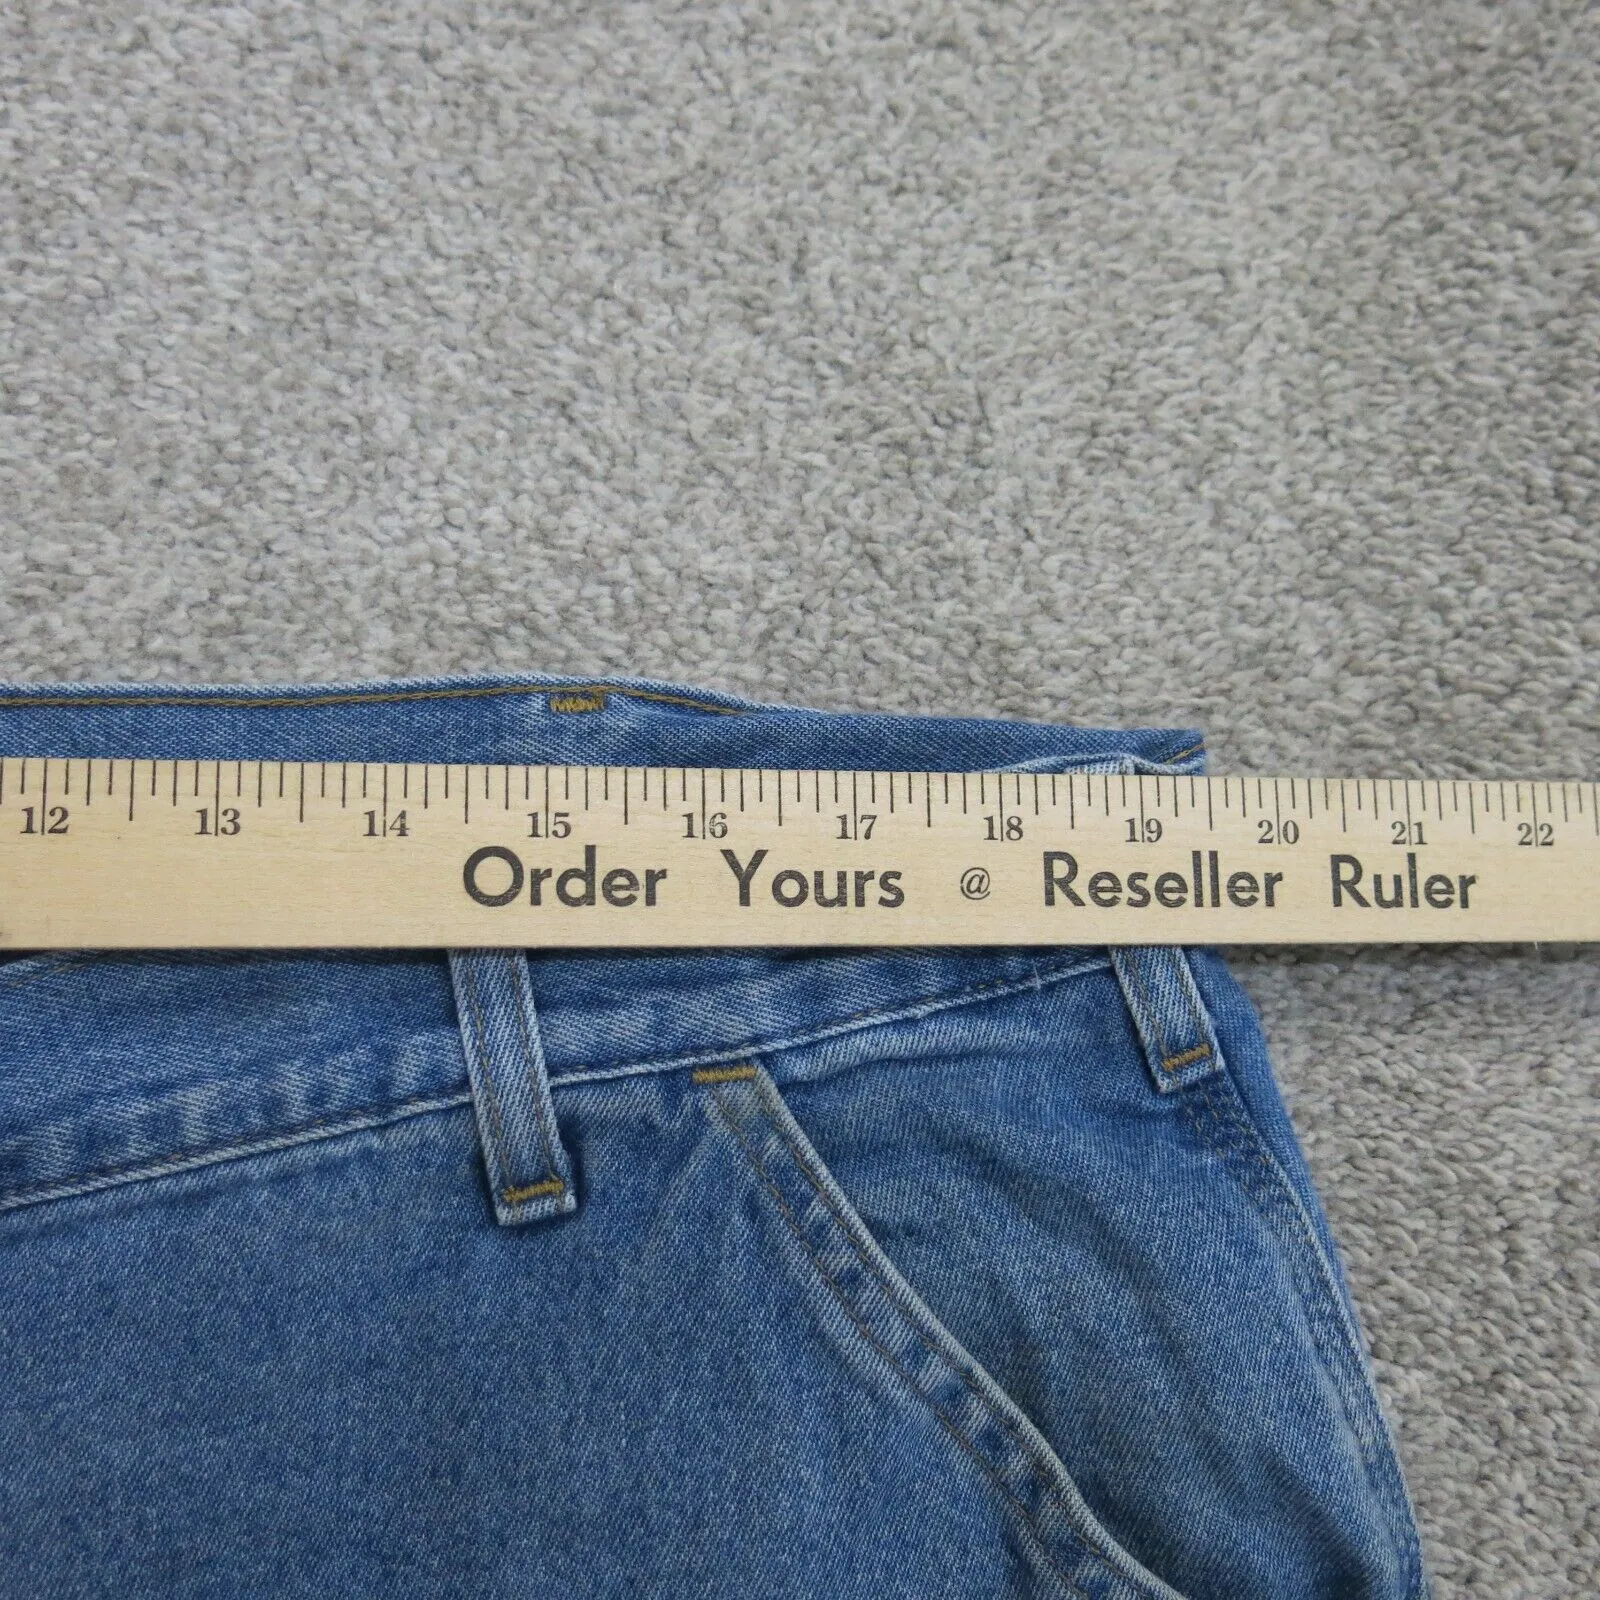 12 13 14 15 16 17 18 19 20 21 22
Order Yours @ Reseller Ruler